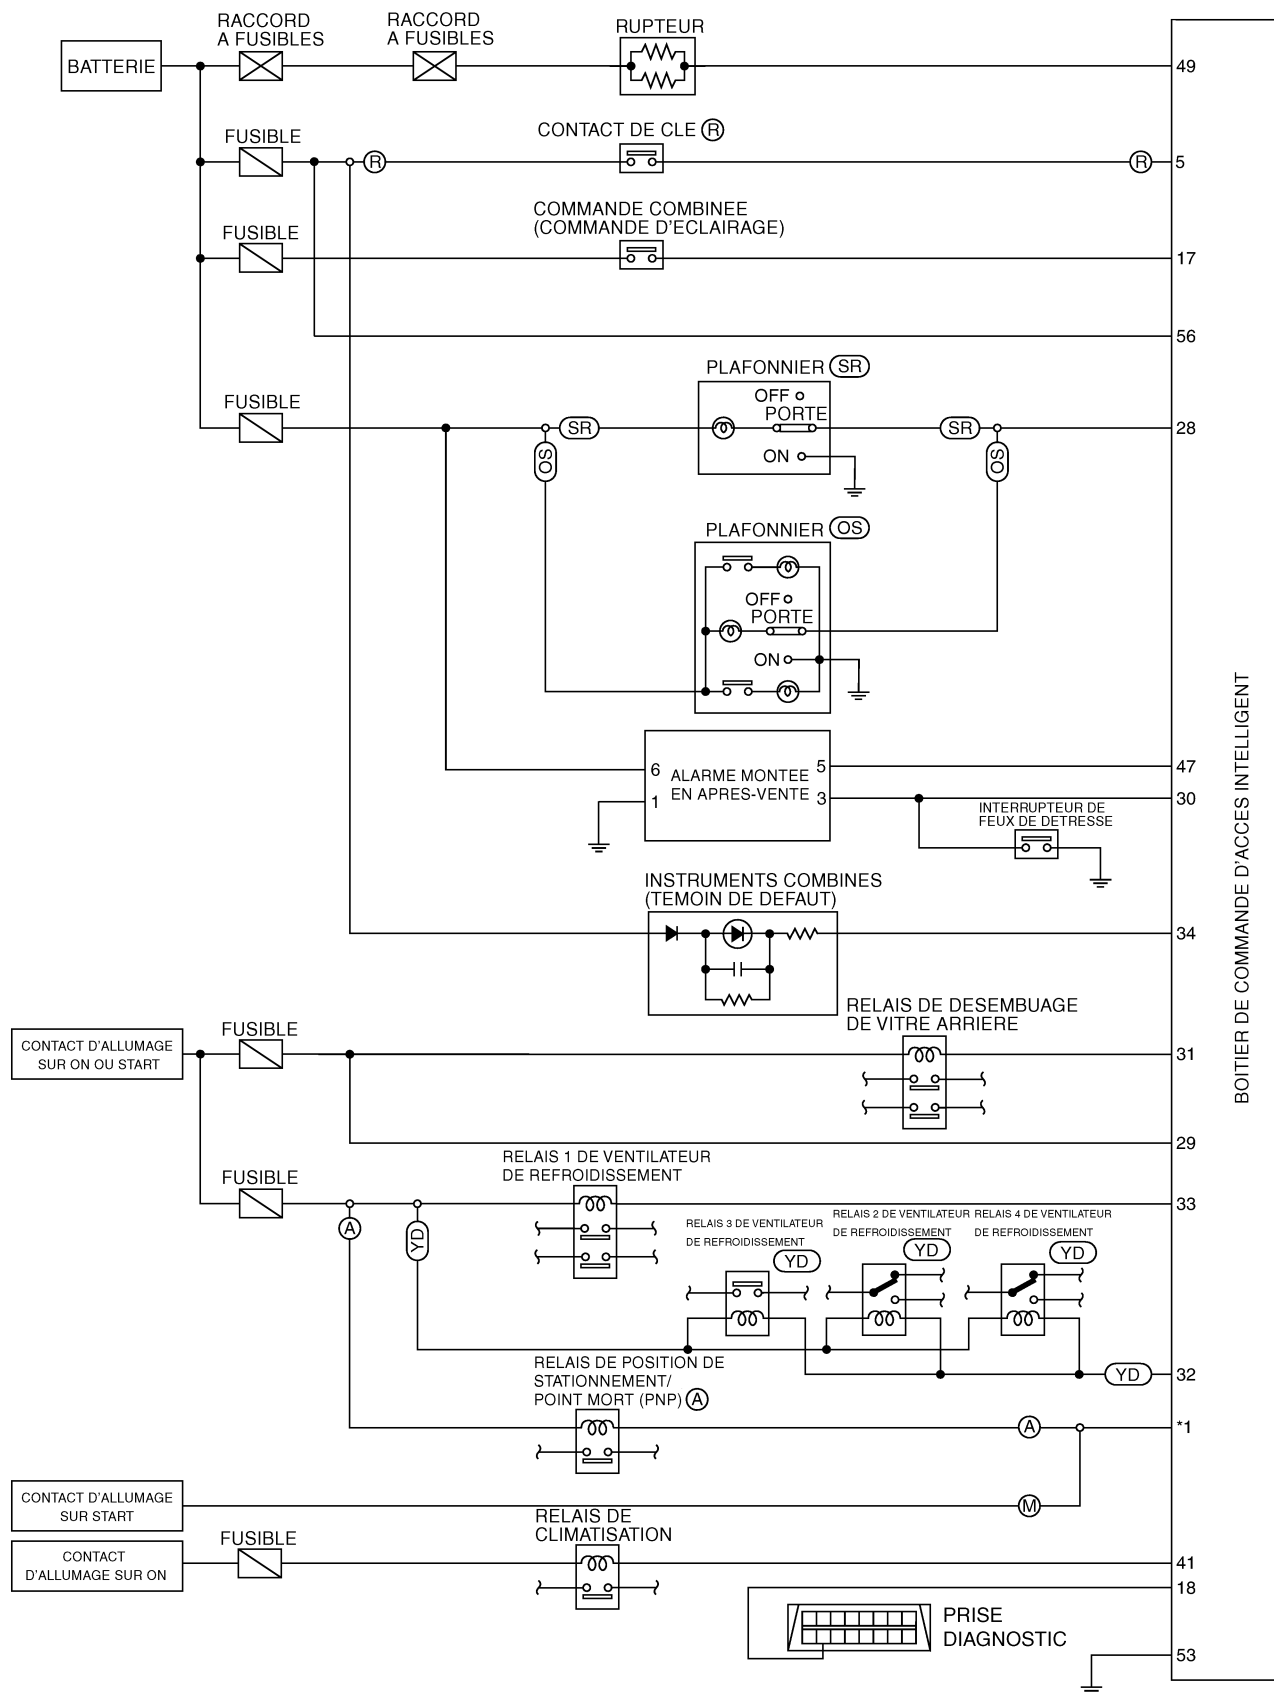 RACCORD
A FUSIBLES
RACCORD
A FUSIBLES
RUPTEUR
BATTERIE
49
FUSIBLE
CONTACT DE CLE R
R
R
5
COMMANDE COMBINEE
(COMMANDE D'ECLAIRAGE)
FUSIBLE
17
56
PLAFONNIER SR
OFF
PORTE
ON
FUSIBLE
SR
SR
28
OS
OS
PLAFONNIER OS
OFF
PORTE
ON
6
1
ALARME MONTEE
EN APRES-VENTE
5
3
47
30
INTERRUPTEUR DE
FEUX DE DETRESSE
BOITIER DE COMMANDE D'ACCES INTELLIGENT
INSTRUMENTS COMBINES
(TEMOIN DE DEFAUT)
34
RELAIS DE DESEMBUAGE
DE VITRE ARRIERE
CONTACT D'ALLUMAGE
SUR ON OU START
FUSIBLE
31
29
RELAIS 1 DE VENTILATEUR
DE REFROIDISSEMENT
FUSIBLE
33
A
YD
RELAIS 3 DE VENTILATEUR
DE REFROIDISSEMENT
YD
RELAIS 2 DE VENTILATEUR
DE REFROIDISSEMENT
YD
RELAIS 4 DE VENTILATEUR
DE REFROIDISSEMENT
YD
YD
32
RELAIS DE POSITION DE
STATIONNEMENT/
POINT MORT (PNP) A
A
*1
CONTACT D'ALLUMAGE
SUR START
M
RELAIS DE
CLIMATISATION
CONTACT
D'ALLUMAGE SUR ON
FUSIBLE
41
18
PRISE
DIAGNOSTIC
53